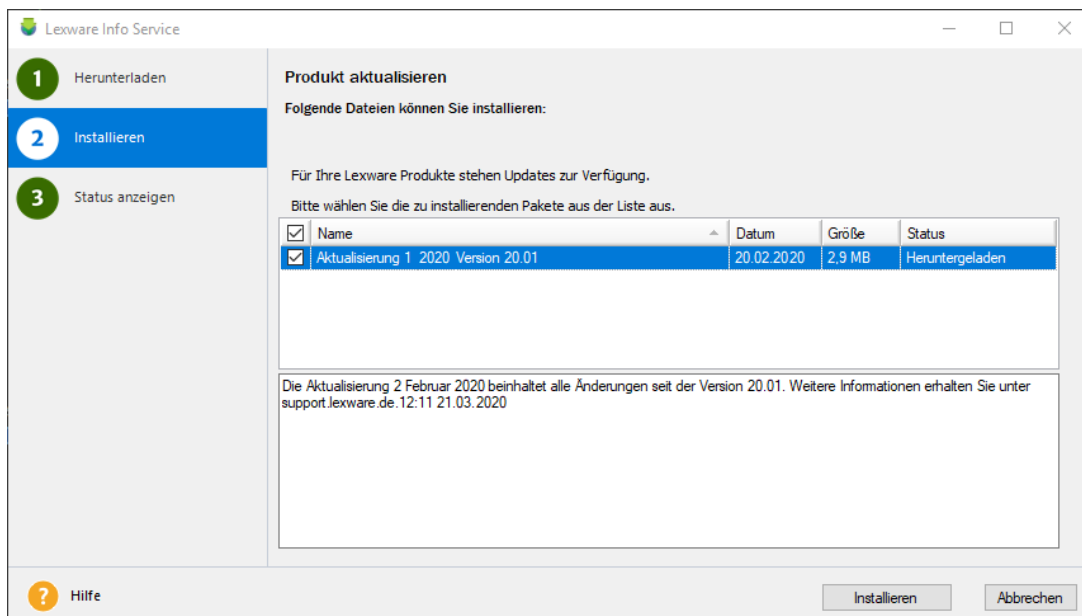 Lexware Info Service
1 Herunterladen
2 Installieren
3 Status anzeigen
Produkt aktualisieren
Folgende Dateien können Sie installieren:
Für Ihre Lexware Produkte stehen Updates zur Verfügung.
Bitte wählen Sie die zu installierenden Pakete aus der Liste aus.
Name Datum Größe Status
Aktualisierung 1 2020 Version 20.01 20.02.2020 2,9 MB Heruntergeladen
Die Aktualisierung 2 Februar 2020 beinhaltet alle Änderungen seit der Version 20.01. Weitere Informationen erhalten Sie unter
support.lexware.de.12:11 21.03.2020
? Hilfe
Installieren Abbrechen